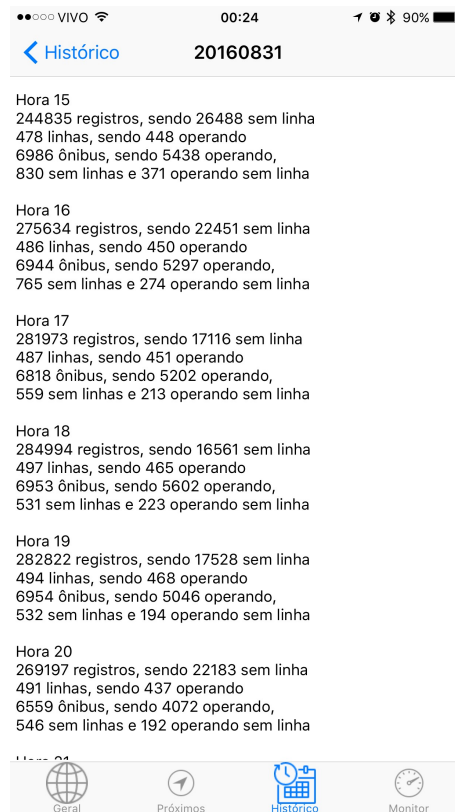 VIVO 00:24 90%
Histórico 20160831
Hora 15
244835 registros, sendo 26488 sem linha
478 linhas, sendo 448 operando
6986 ônibus, sendo 5438 operando,
830 sem linhas e 371 operando sem linha
Hora 16
275634 registros, sendo 22451 sem linha
486 linhas, sendo 450 operando
6944 ônibus, sendo 5297 operando,
765 sem linhas e 274 operando sem linha
Hora 17
281973 registros, sendo 17116 sem linha
487 linhas, sendo 451 operando
6818 ônibus, sendo 5202 operando,
559 sem linhas e 213 operando sem linha
Hora 18
284994 registros, sendo 16561 sem linha
497 linhas, sendo 465 operando
6953 ônibus, sendo 5602 operando,
531 sem linhas e 223 operando sem linha
Hora 19
282822 registros, sendo 17528 sem linha
494 linhas, sendo 468 operando
6954 ônibus, sendo 5046 operando,
532 sem linhas e 194 operando sem linha
Hora 20
269197 registros, sendo 22183 sem linha
491 linhas, sendo 437 operando
6559 ônibus, sendo 4072 operando,
546 sem linhas e 192 operando sem linha
Geral Próximos Histórico Monitor